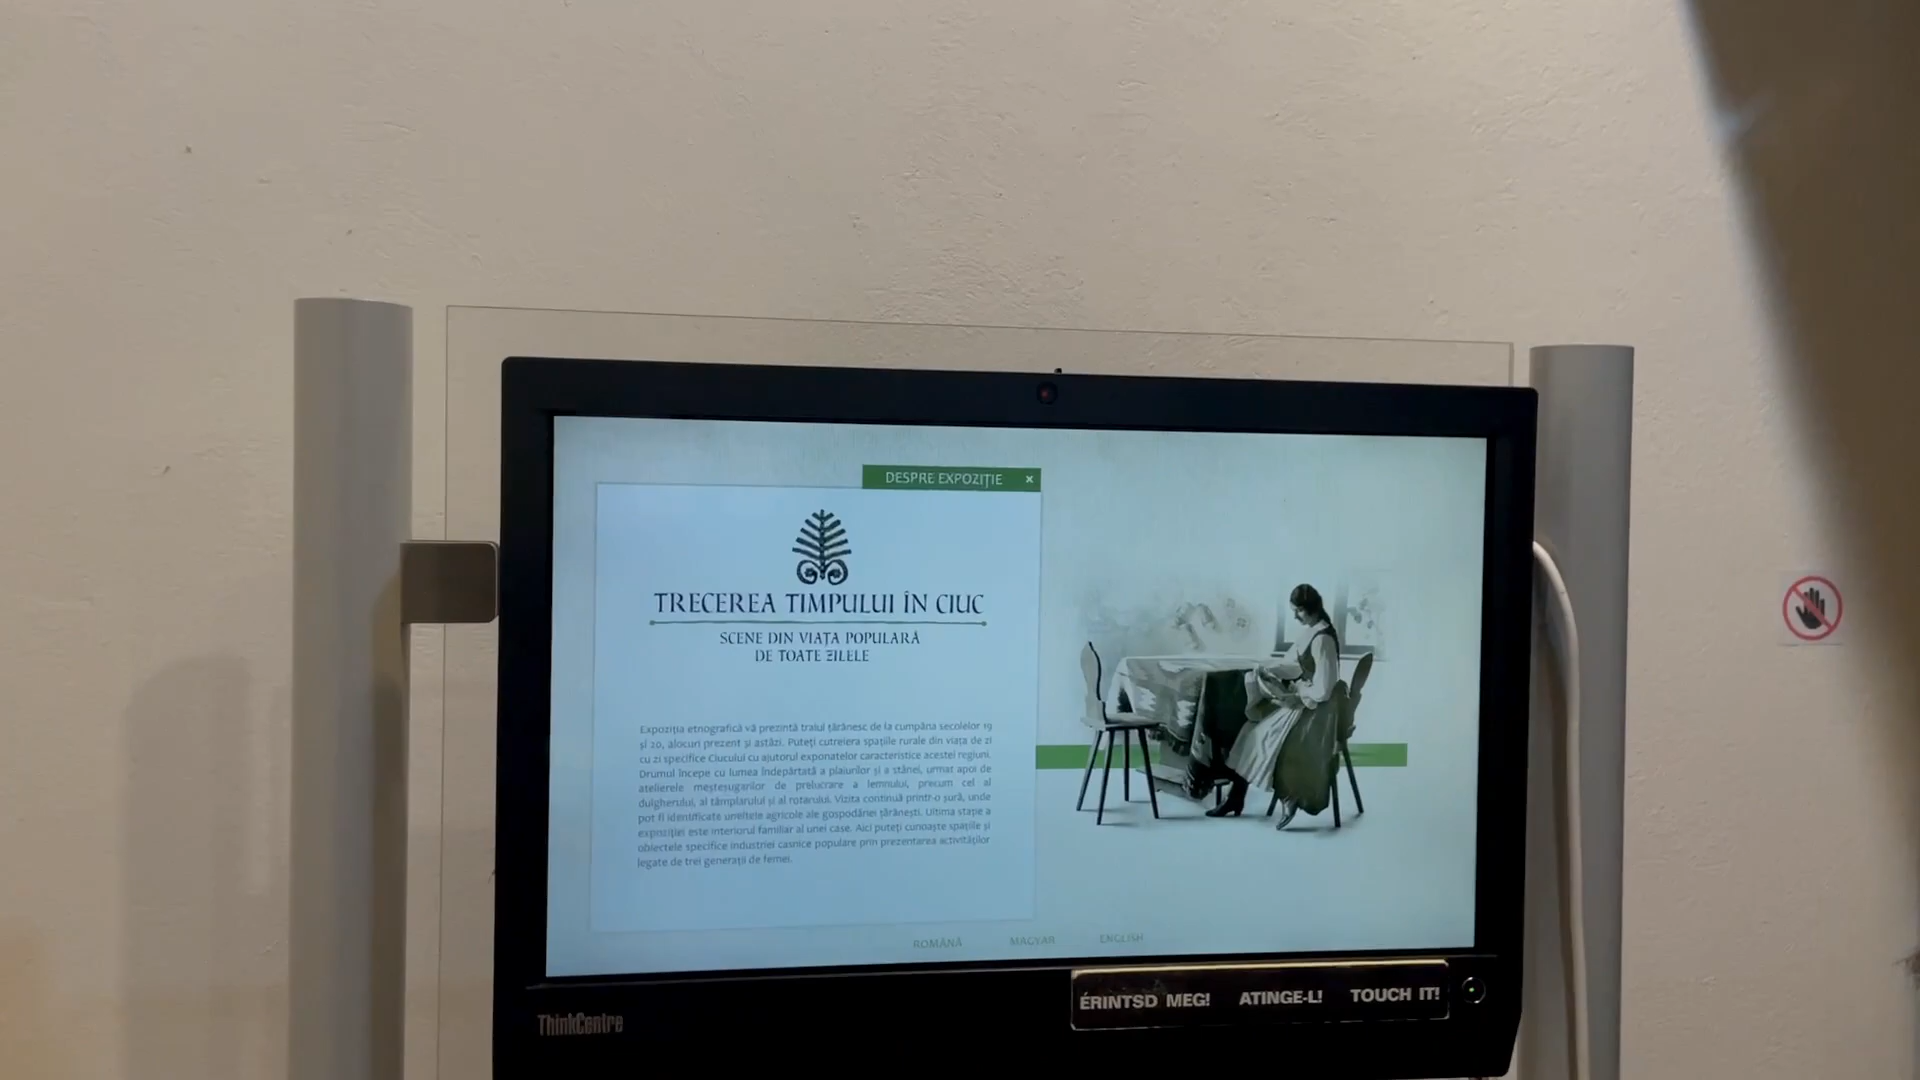 DESPRE EXPOZIȚIE ×
TRECEREA TIMPULUI ÎN CIUC
SCENE DIN VIAȚA POPULARĂ
DE TOATE ZILELE
Expoziția etnografică vă prezintă traiul țărănesc de la cumpăna secolelor 19
și 20, alocuri prezent și astăzi. Puteți cutreiera spațiile rurale din viața de zi
cu zi specifice Ciucului cu ajutorul exponatelor caracteristice acestei regiuni.
Drumul începe cu lumea îndepărtată a plaiurilor și a stânei, urmat apoi de
atelierele meșteșugarilor de prelucrare a lemnului, precum cel al
dulgherului, al tâmplarului și al rotarului. Vizita continuă printr-o șură, unde
pot fi identificate uneltele agricole ale gospodăriei țărănești. Ultima stație a
expoziției este interiorul familiar al unei case. Aici puteți cunoaște spațiile și
obiectele specifice industriei casnice populare prin prezentarea activităților
legate de trei generații de femei.
ROMÂNĂ MAGYAR ENGLISH
ÉRINTSD MEG! ATINGE-L! TOUCH IT!
ThinkCentre